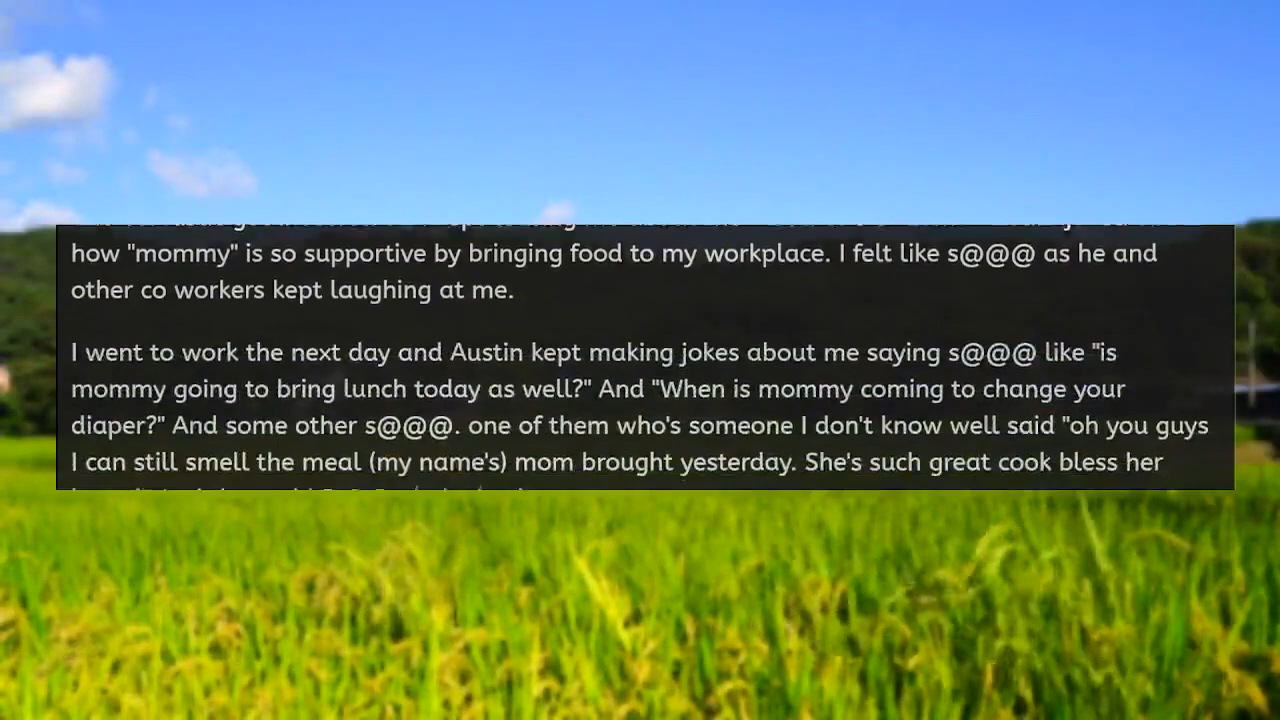 how "mommy" is so supportive by bringing food to my workplace. I felt like s@@@ as he and
other co workers kept laughing at me.
I went to work the next day and Austin kept making jokes about me saying s@@@ like "is
mommy going to bring lunch today as well?" And "When is mommy coming to change your
diaper?" And some other s@@@. one of them who's someone I don't know well said "oh you guys
I can still smell the meal (my name's) mom brought yesterday. She's such great cook bless her